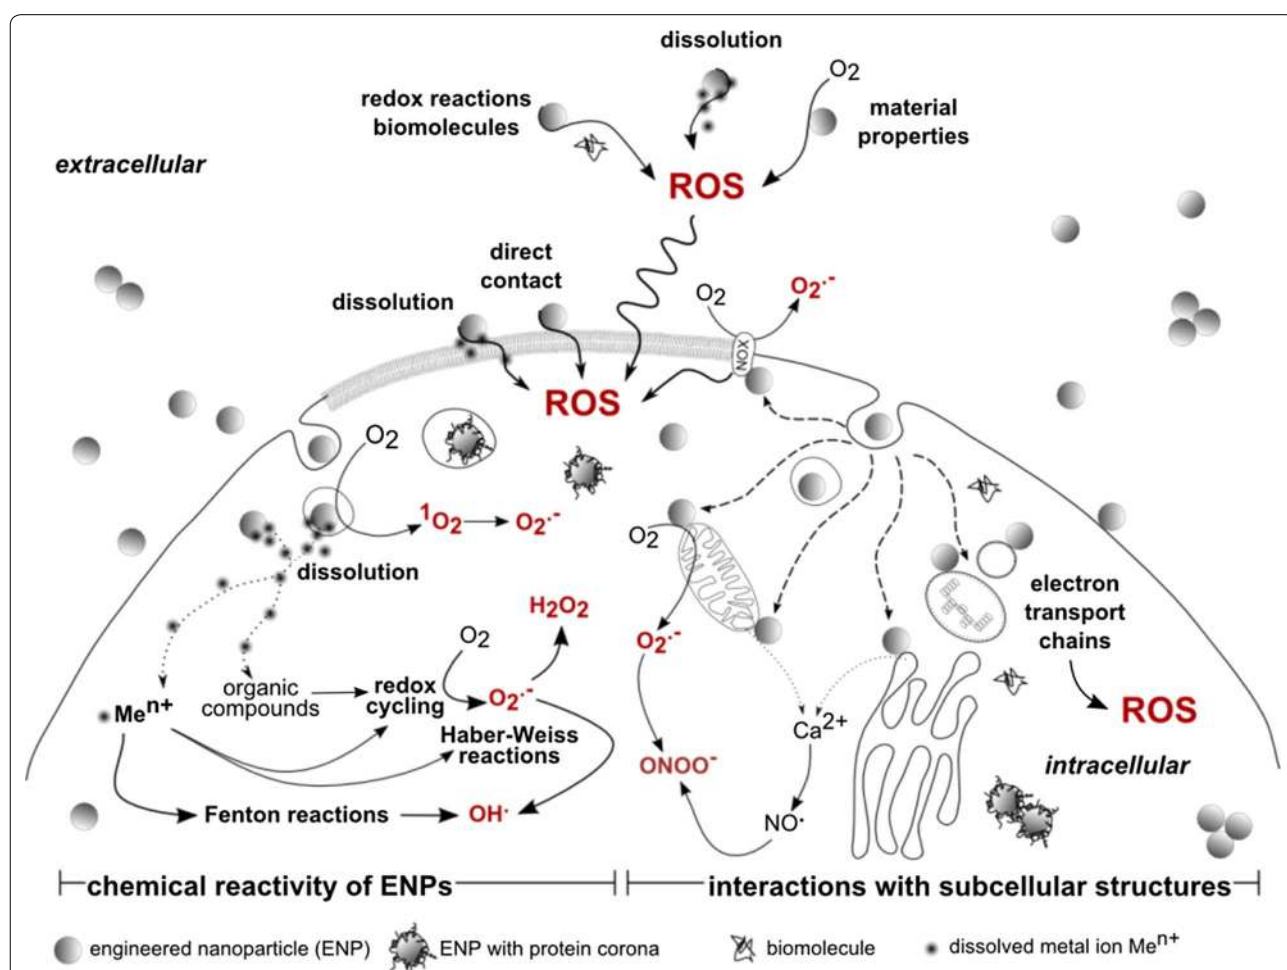 dissolution
O2
redox reactions
biomolecules
material
properties
extracellular
ROS
direct
contact
dissolution
O2
O2·-
NOX
ROS
O2
1O2
O2·-
dissolution
O2
H2O2
electron
transport
chains
O2
O2·-
organic
compounds
redox
cycling
O2·-
Men+
Haber-Weiss
reactions
Ca2+
ROS
ONOO-
intracellular
Fenton reactions
OH·
NO·
chemical reactivity of ENPs
interactions with subcellular structures
engineered nanoparticle (ENP)
ENP with protein corona
biomolecule
dissolved metal ion Men+